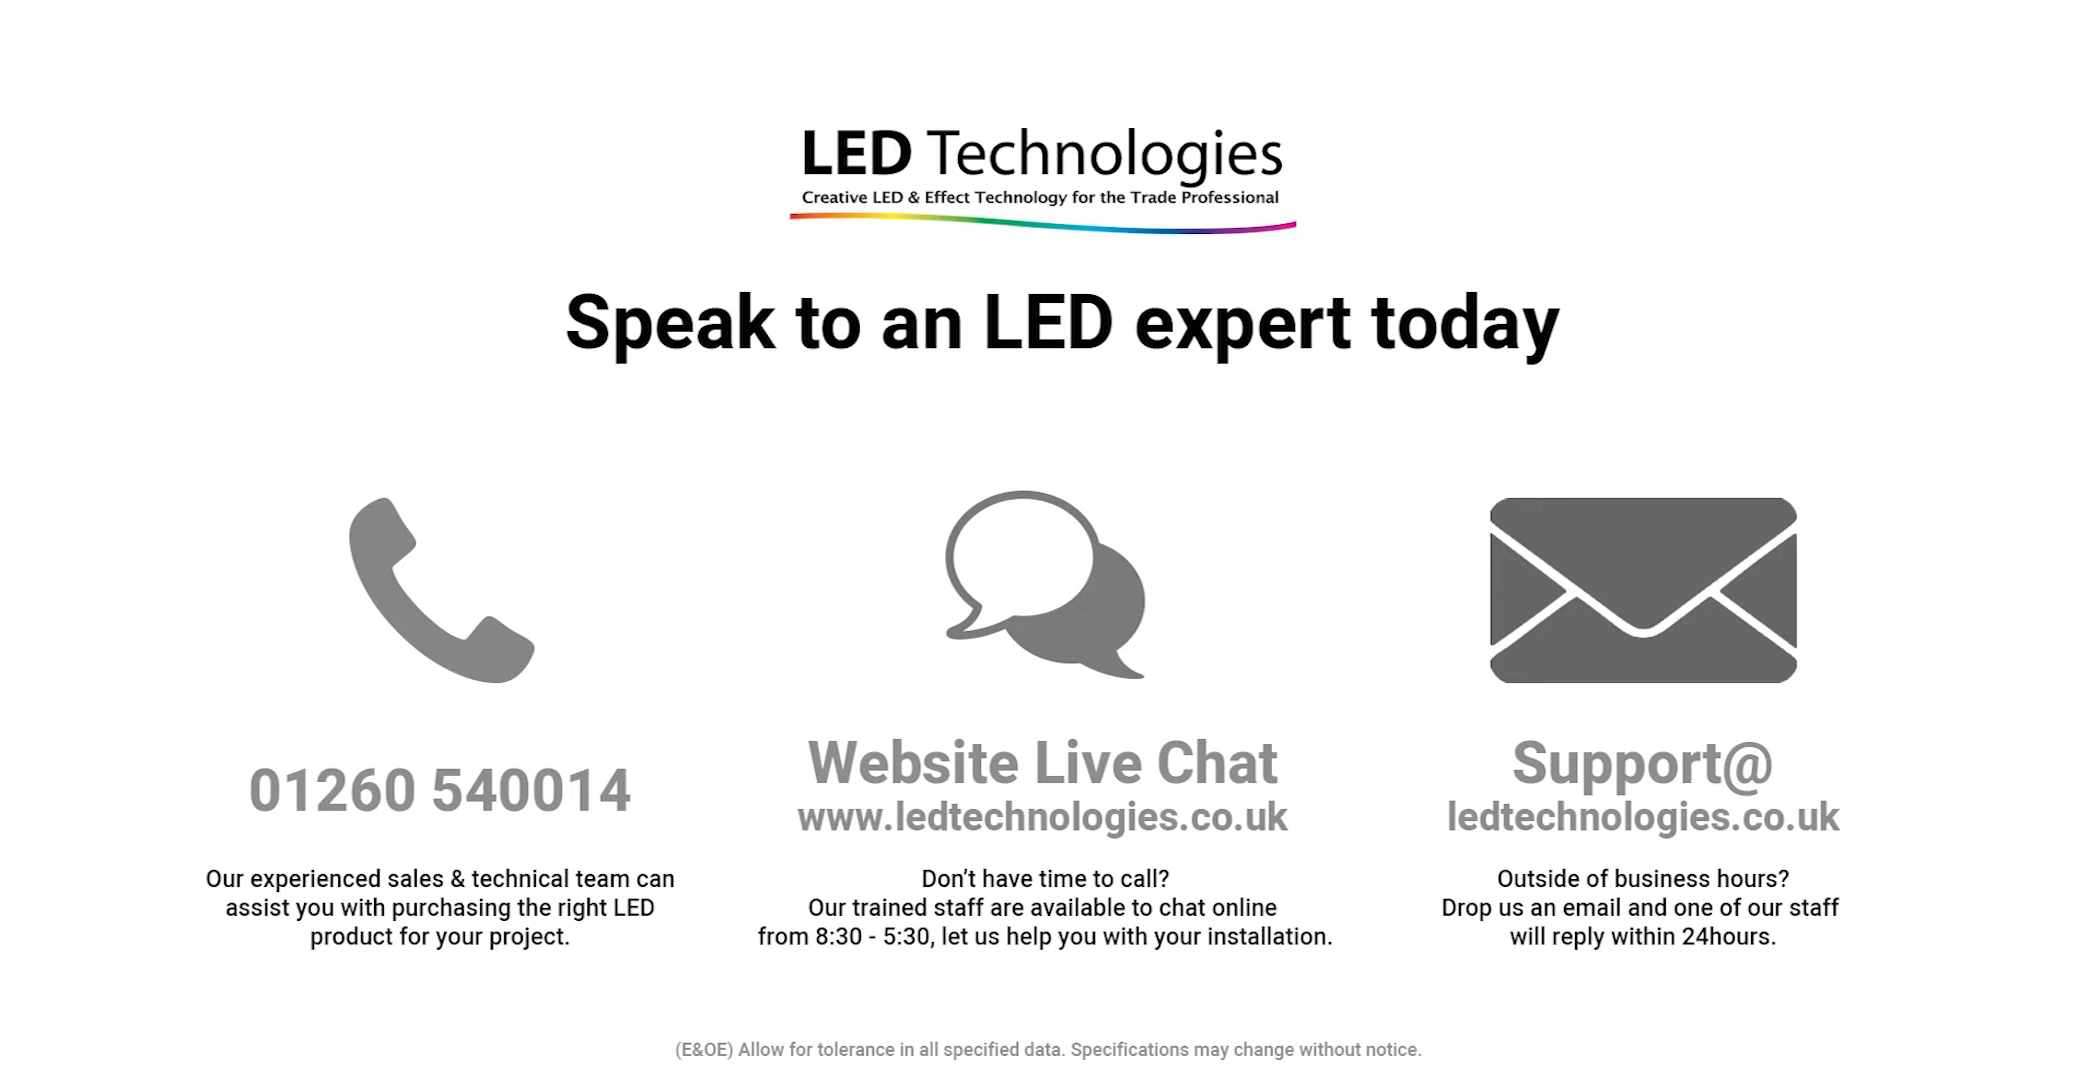 LED Technologies
Creative LED & Effect Technology for the Trade Professional
Speak to an LED expert today
01260 540014
Our experienced sales & technical team can
assist you with purchasing the right LED
product for your project.
Website Live Chat
www.ledtechnologies.co.uk
Don’t have time to call?
Our trained staff are available to chat online
from 8:30 - 5:30, let us help you with your installation.
Support@
ledtechnologies.co.uk
Outside of business hours?
Drop us an email and one of our staff
will reply within 24hours.
(E&OE) Allow for tolerance in all specified data. Specifications may change without notice.